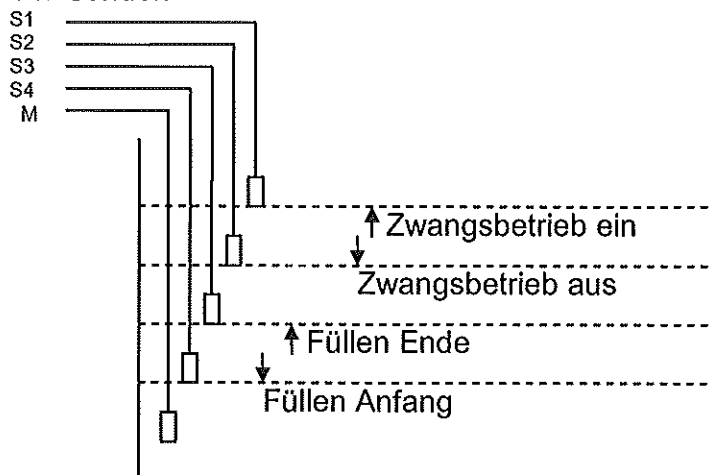 S1
S2
S3
S4
M
Zwangsbetrieb ein
Zwangsbetrieb aus
Füllen Ende
Füllen Anfang